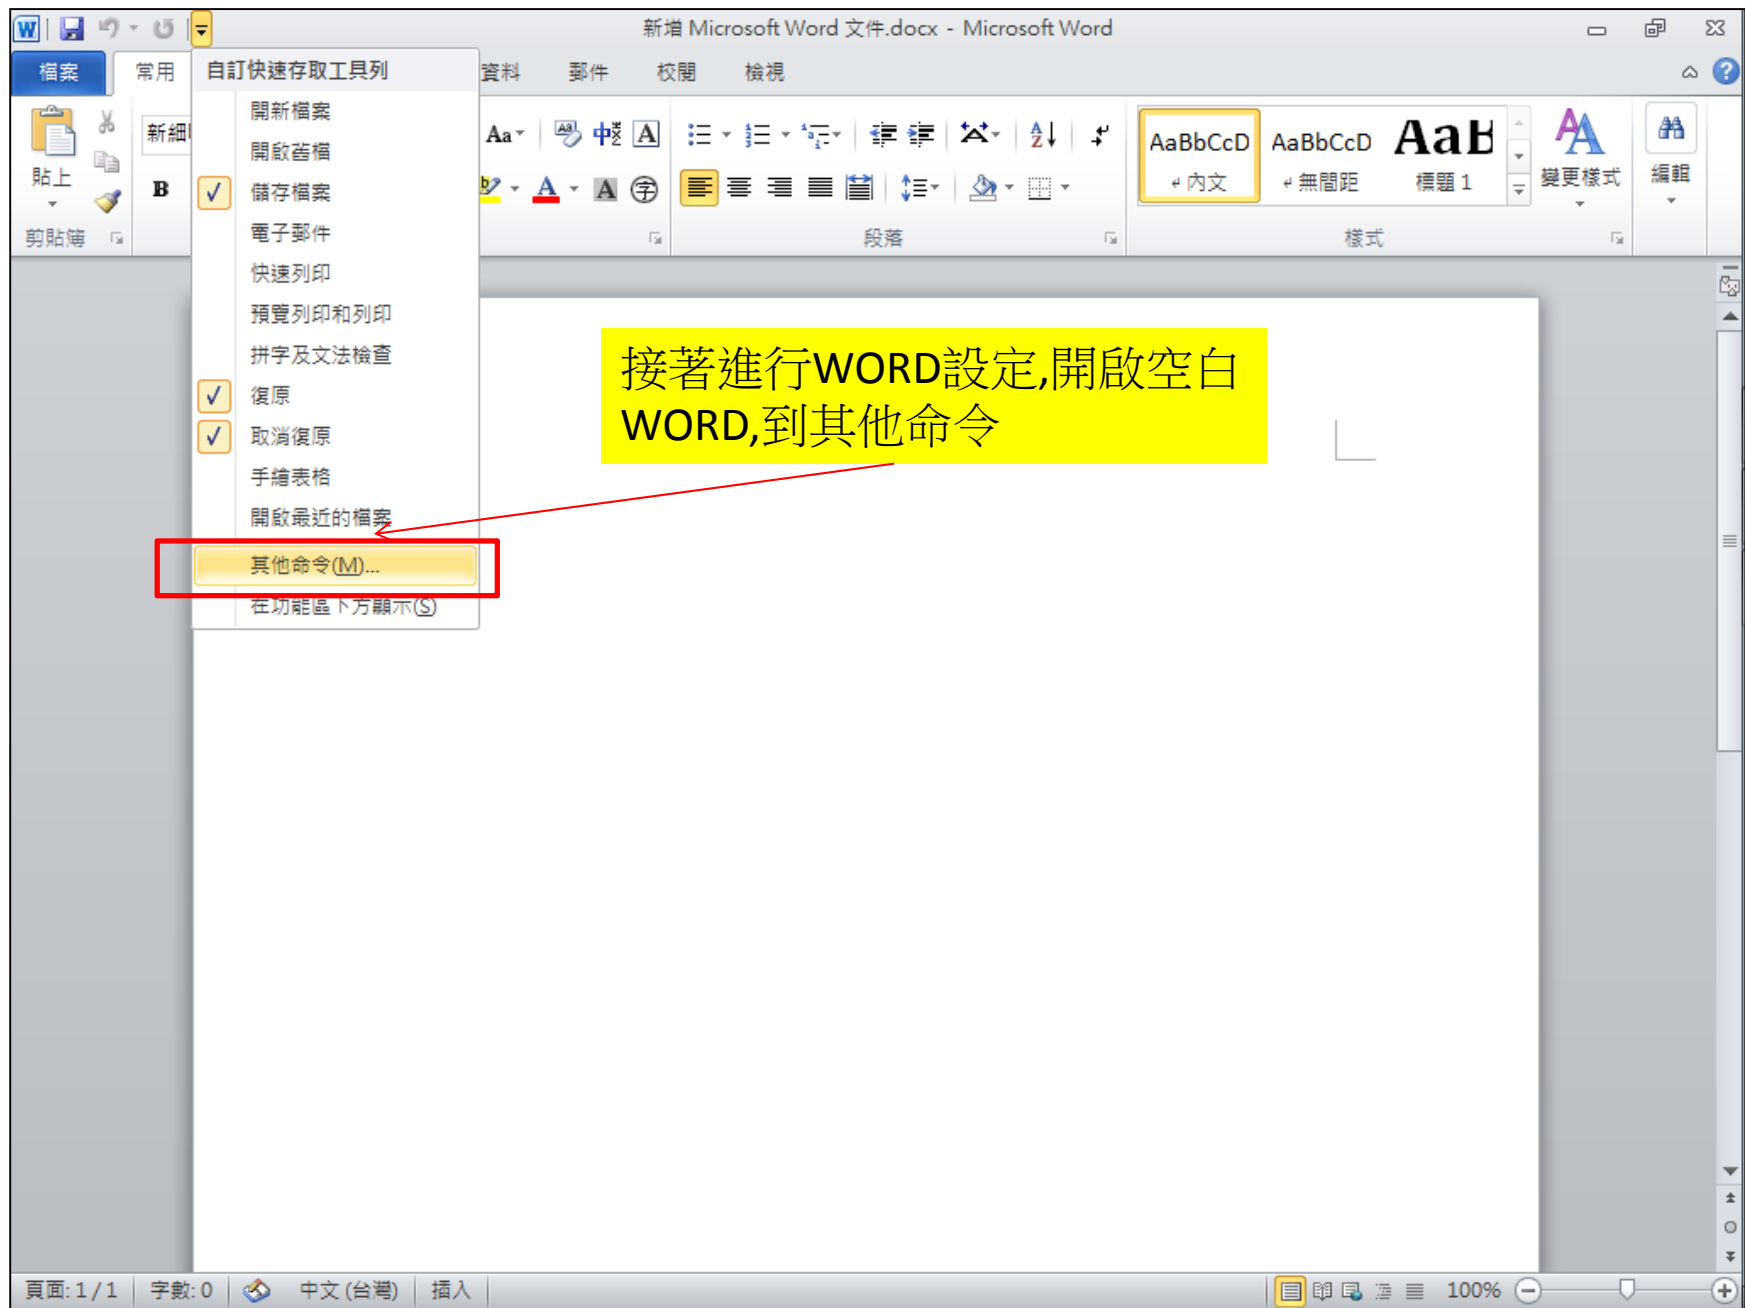 新增 Microsoft Word 文件.docx - Microsoft Word
檔案 常用 資料 郵件 校閱 檢視
自訂快速存取工具列
開新檔案
開啟舊檔
儲存檔案
電子郵件
快速列印
預覽列印和列印
拼字及文法檢查
復原
取消復原
手繪表格
開啟最近的檔案
其他命令(M)...
在功能區下方顯示(S)
貼上
剪貼簿
新細
B
Aa
中
A
A
A
字
段落
AaBbCcD AaBbCcD AaB
內文 無間距 標題 1
變更樣式
編輯
樣式
接著進行WORD設定,開啟空白
WORD,到其他命令
頁面: 1 / 1 字數: 0 中文 (台灣) 插入 100%